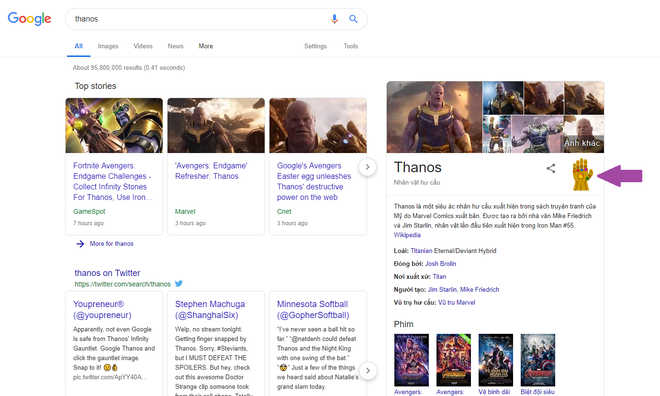 Google
thanos
All Images Videos News More Settings Tools
About 95,800,000 results (0.41 seconds)
Top stories
Fortnite Avengers:
Endgame Challenges -
Collect Infinity Stones
For Thanos, Use Iron...
GameSpot
7 hours ago
'Avengers: Endgame'
Refresher: Thanos
Marvel
3 hours ago
Google's Avengers
Easter egg unleashes
Thanos' destructive
power on the web
Cnet
3 hours ago
More for thanos
thanos on Twitter
https://twitter.com/search/thanos
Youpreneur®
(@youpreneur)
Apparently, not even Google
is safe from Thanos' Infinity
Gauntlet. Google Thanos and
click the gauntlet image.
Snap to it!
pic.twitter.com/ApYY40A...
Stephen Machuga
(@ShanghaiSix)
Welp, no stream tonight.
Getting finger snapped by
Thanos. Sorry, #Steviants,
but I MUST DEFEAT THE
SPOILERS. But hey, check
out this awesome Doctor
Strange clip someone took
Minnesota Softball
(@GopherSoftball)
"I've never seen a ball hit so
far." "@natdenh could defeat
Thanos and the Night King
with one swing of the bat."
" Just a few of the things
we heard said about Natalie's
grand slam today.
Ảnh khác
Thanos
Nhân vật hư cấu
Thanos là một siêu ác nhân hư cấu xuất hiện trong sách truyện tranh của
Mỹ do Marvel Comics xuất bản. Được tạo ra bởi nhà văn Mike Friedrich
và Jim Starlin, nhân vật lần đầu tiên xuất hiện trong Iron Man #55.
Wikipedia
Loài: Titanian Eternal/Deviant Hybrid
Đóng bởi: Josh Brolin
Nơi xuất xứ: Titan
Người tạo: Jim Starlin, Mike Friedrich
Vũ trụ hư cấu: Vũ trụ Marvel
Phim
Avengers:
Avengers:
Vệ binh dải
Biệt đội siêu